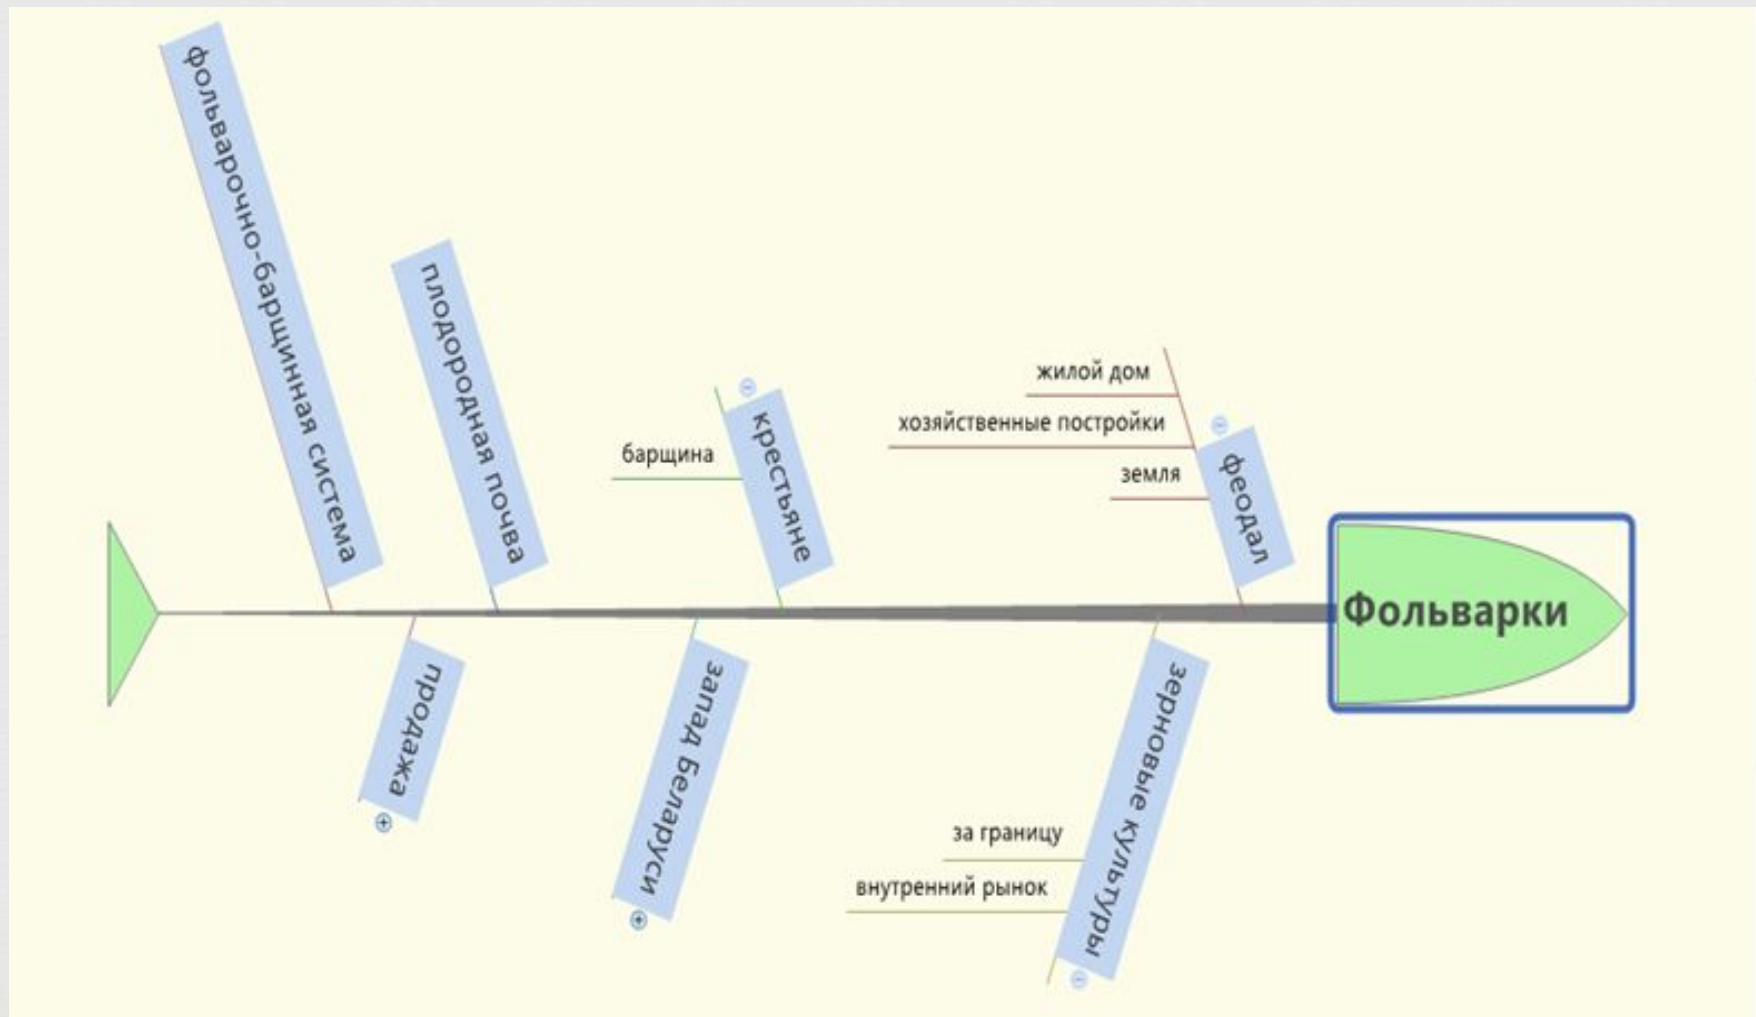 фольварочно-барщинная система
плодородная почва
крестьяне
барщина
феодал
жилой дом
хозяйственные постройки
земля
Фольварки
продажа
запад Беларуси
зерновые культуры
за границу
внутренний рынок